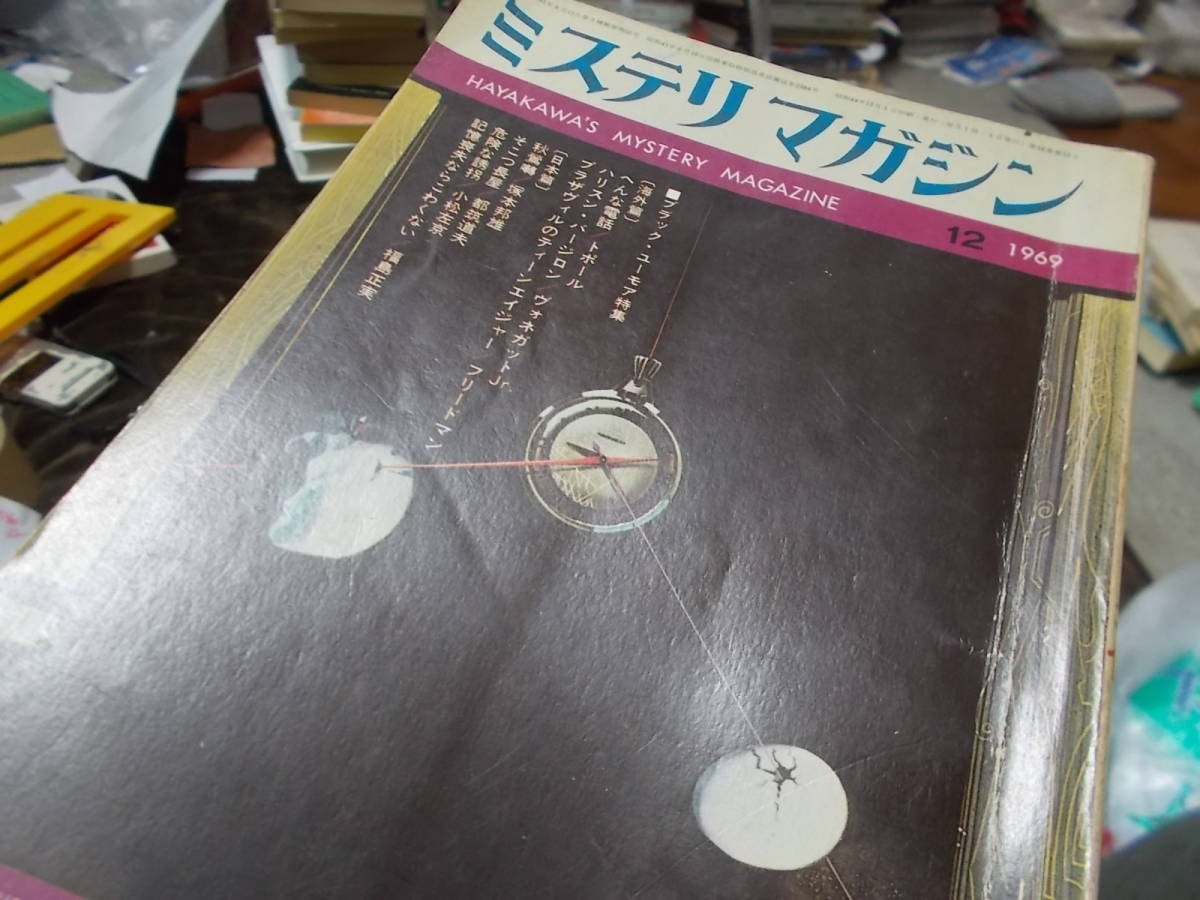 ミステリマガジン
HAYAKAWA'S MYSTERY MAGAZINE
12 1969
■ブラック・ユーモア特集
〔海外篇〕
へんな電話／トポール
ハリスン・バージロン／ヴォネガットJr.
ブラザヴィルのティーンエイジャー／フリードマン
〔日本篇〕
秋鶯囀 塚本邦雄
そこつ長屋 都筑道夫
危険な誘拐 小松左京
記憶喪失ならこわくない 福島正実